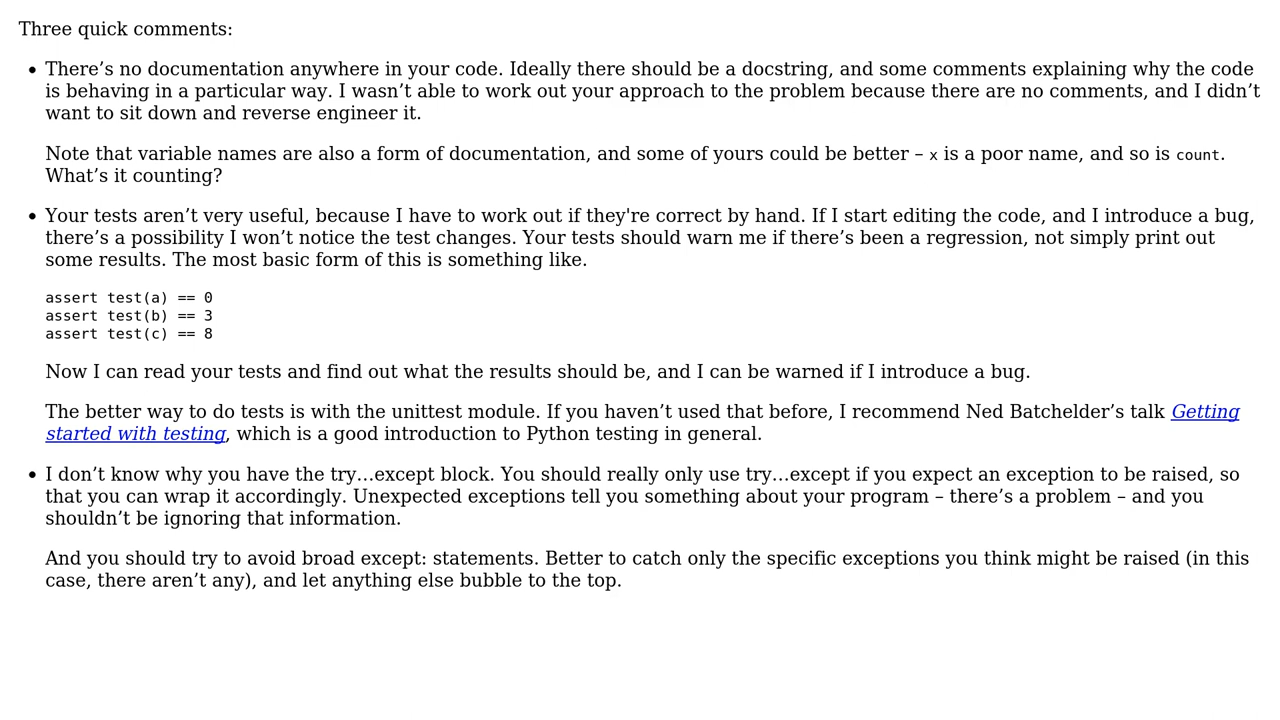 Three quick comments:
There’s no documentation anywhere in your code. Ideally there should be a docstring, and some comments explaining why the code
is behaving in a particular way. I wasn’t able to work out your approach to the problem because there are no comments, and I didn’t
want to sit down and reverse engineer it.
Note that variable names are also a form of documentation, and some of yours could be better – x is a poor name, and so is count.
What’s it counting?
Your tests aren’t very useful, because I have to work out if they're correct by hand. If I start editing the code, and I introduce a bug,
there’s a possibility I won’t notice the test changes. Your tests should warn me if there’s been a regression, not simply print out
some results. The most basic form of this is something like.
assert test(a) == 0
assert test(b) == 3
assert test(c) == 8
Now I can read your tests and find out what the results should be, and I can be warned if I introduce a bug.
The better way to do tests is with the unittest module. If you haven’t used that before, I recommend Ned Batchelder’s talk Getting
started with testing, which is a good introduction to Python testing in general.
I don’t know why you have the try…except block. You should really only use try…except if you expect an exception to be raised, so
that you can wrap it accordingly. Unexpected exceptions tell you something about your program – there’s a problem – and you
shouldn’t be ignoring that information.
And you should try to avoid broad except: statements. Better to catch only the specific exceptions you think might be raised (in this
case, there aren’t any), and let anything else bubble to the top.